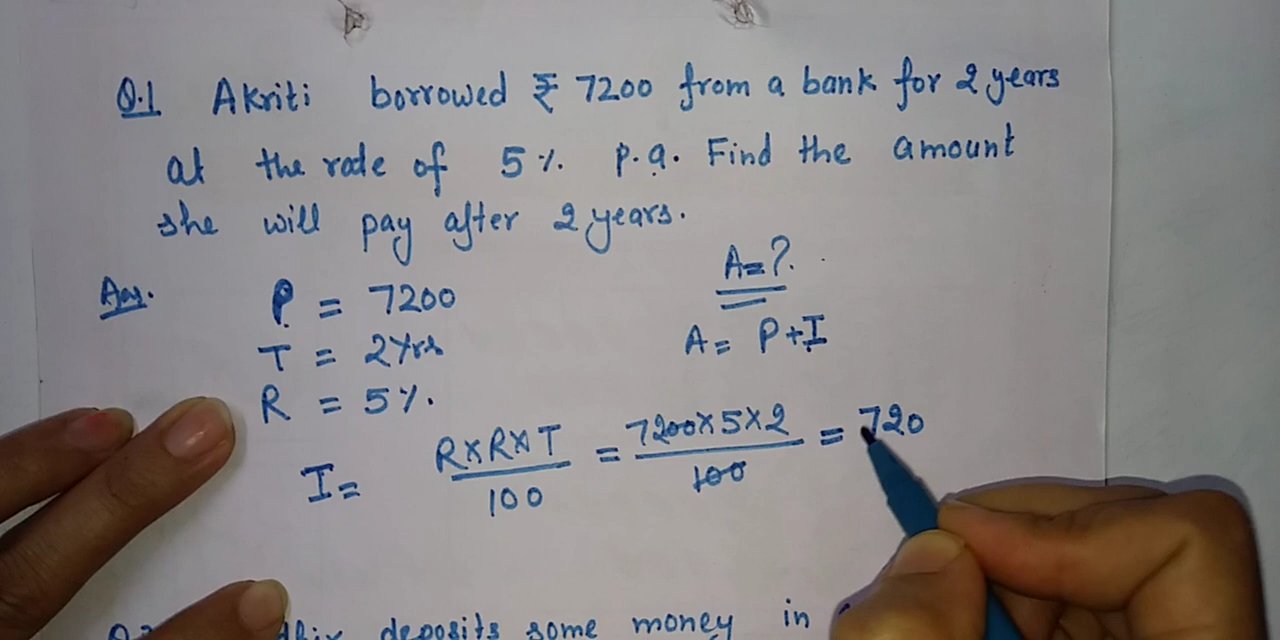 Q.1 Akriti borrowed ₹ 7200 from a bank for 2 years
at the rate of 5% p.a. Find the amount
she will pay after 2 years.
A=?
Ans. P = 7200
A= P+I
T = 2Yrs
R = 5%.
I= R×R×T/100 = 7200×5×2/100 = 720
deposits some money in